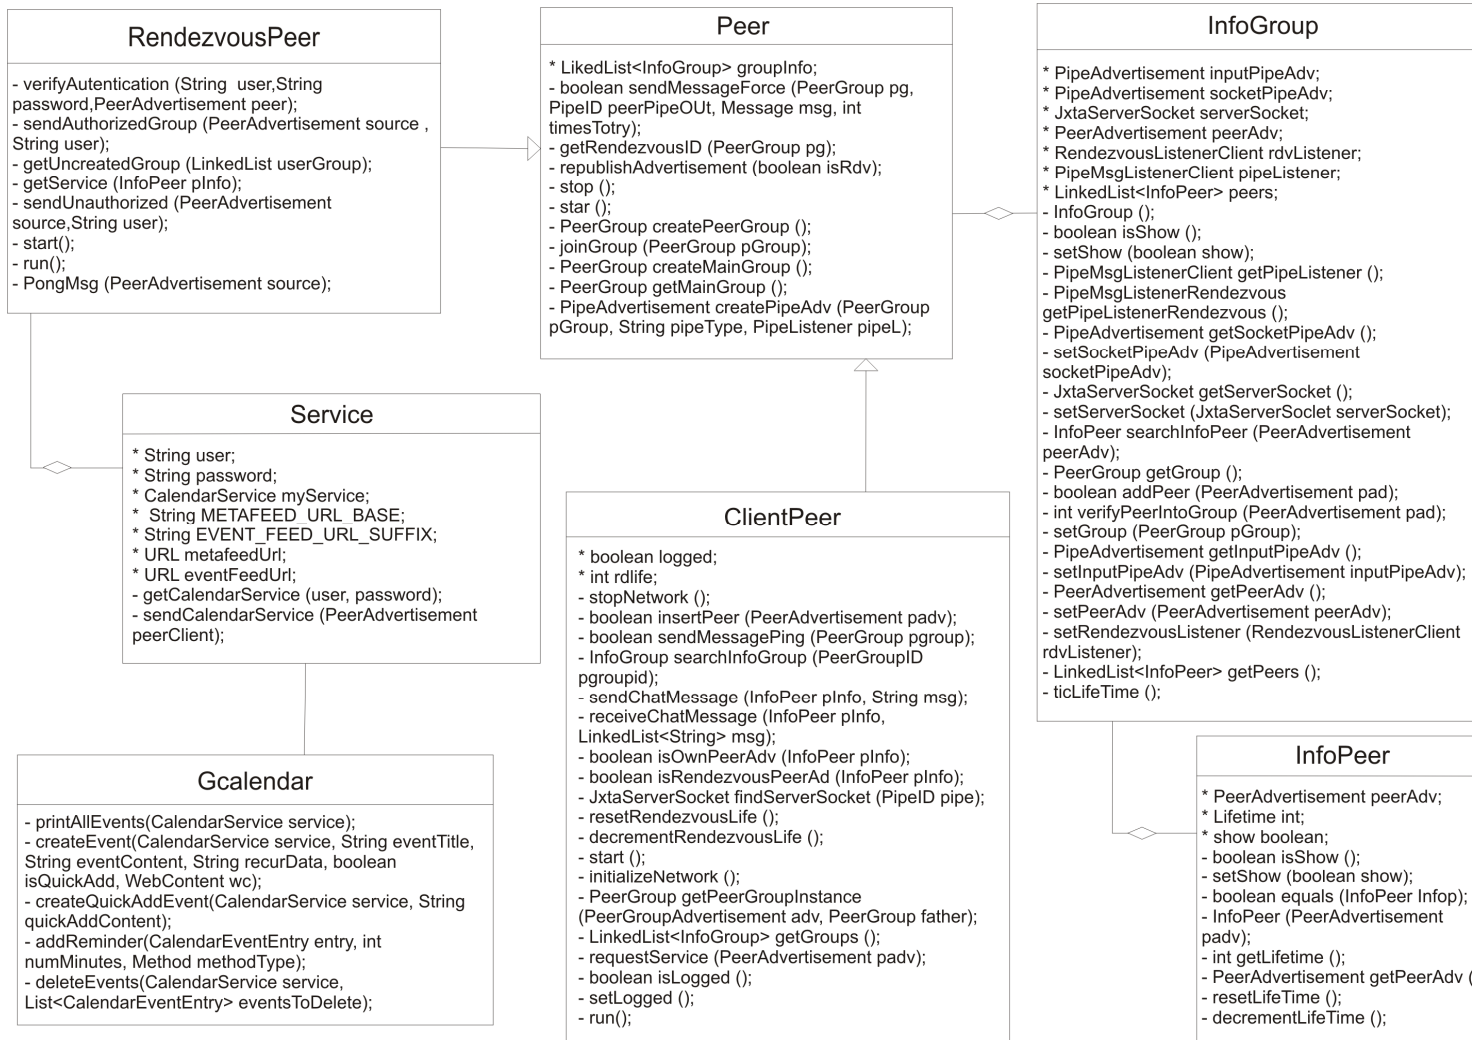 RendezvousPeer
- verifyAutentication (String  user,String
password,PeerAdvertisement peer);
- sendAuthorizedGroup (PeerAdvertisement source ,
String user);
- getUncreatedGroup (LinkedList userGroup);
- getService (InfoPeer pInfo);
- sendUnauthorized (PeerAdvertisement
source,String user);
- start();
- run();
- PongMsg (PeerAdvertisement source);
Peer
* LikedList<InfoGroup> groupInfo;
- boolean sendMessageForce (PeerGroup pg,
PipeID peerPipeOUt, Message msg, int
timesTotry);
- getRendezvousID (PeerGroup pg);
- republishAdvertisement (boolean isRdv);
- stop ();
- star ();
- PeerGroup createPeerGroup ();
- joinGroup (PeerGroup pGroup);
- PeerGroup createMainGroup ();
- PeerGroup getMainGroup ();
- PipeAdvertisement createPipeAdv (PeerGroup
pGroup, String pipeType, PipeListener pipeL);
InfoGroup
* PipeAdvertisement inputPipeAdv;
* PipeAdvertisement socketPipeAdv;
* JxtaServerSocket serverSocket;
* PeerAdvertisement peerAdv;
* RendezvousListenerClient rdvListener;
* PipeMsgListenerClient pipeListener;
* LinkedList<InfoPeer> peers;
- InfoGroup ();
- boolean isShow ();
- setShow (boolean show);
- PipeMsgListenerClient getPipeListener ();
- PipeMsgListenerRendezvous
getPipeListenerRendezvous ();
- PipeAdvertisement getSocketPipeAdv ();
- setSocketPipeAdv (PipeAdvertisement
socketPipeAdv);
- JxtaServerSocket getServerSocket ();
- setServerSocket (JxtaServerSoclet serverSocket);
- InfoPeer searchInfoPeer (PeerAdvertisement
peerAdv);
- PeerGroup getGroup ();
- boolean addPeer (PeerAdvertisement pad);
- int verifyPeerIntoGroup (PeerAdvertisement pad);
- setGroup (PeerGroup pGroup);
- PipeAdvertisement getInputPipeAdv ();
- setInputPipeAdv (PipeAdvertisement inputPipeAdv);
- PeerAdvertisement getPeerAdv ();
- setPeerAdv (PeerAdvertisement peerAdv);
- setRendezvousListener (RendezvousListenerClient
rdvListener);
- LinkedList<InfoPeer> getPeers ();
- ticLifeTime ();
Service
* String user;
* String password;
* CalendarService myService;
*  String METAFEED_URL_BASE;
* String EVENT_FEED_URL_SUFFIX;
* URL metafeedUrl;
* URL eventFeedUrl;
- getCalendarService (user, password);
- sendCalendarService (PeerAdvertisement
peerClient);
ClientPeer
* boolean logged;
* int rdlife;
- stopNetwork ();
- boolean insertPeer (PeerAdvertisement padv);
- boolean sendMessagePing (PeerGroup pgroup);
- InfoGroup searchInfoGroup (PeerGroupID
pgroupid);
- sendChatMessage (InfoPeer pInfo, String msg);
- receiveChatMessage (InfoPeer pInfo,
LinkedList<String> msg);
- boolean isOwnPeerAdv (InfoPeer pInfo);
- boolean isRendezvousPeerAd (InfoPeer pInfo);
- JxtaServerSocket findServerSocket (PipeID pipe);
- resetRendezvousLife ();
- decrementRendezvousLife ();
- start ();
- initializeNetwork ();
- PeerGroup getPeerGroupInstance
(PeerGroupAdvertisement adv, PeerGroup father);
- LinkedList<InfoGroup> getGroups ();
- requestService (PeerAdvertisement padv);
- boolean isLogged ();
- setLogged ();
- run();
Gcalendar
- printAllEvents(CalendarService service);
- createEvent(CalendarService service, String eventTitle,
String eventContent, String recurData, boolean
isQuickAdd, WebContent wc);
- createQuickAddEvent(CalendarService service, String
quickAddContent);
- addReminder(CalendarEventEntry entry, int
numMinutes, Method methodType);
- deleteEvents(CalendarService service,
List<CalendarEventEntry> eventsToDelete);
InfoPeer
* PeerAdvertisement peerAdv;
* Lifetime int;
* show boolean;
- boolean isShow ();
- setShow (boolean show);
- boolean equals (InfoPeer Infop);
- InfoPeer (PeerAdvertisement
padv);
- int getLifetime ();
- PeerAdvertisement getPeerAdv (
- resetLifeTime ();
- decrementLifeTime ();